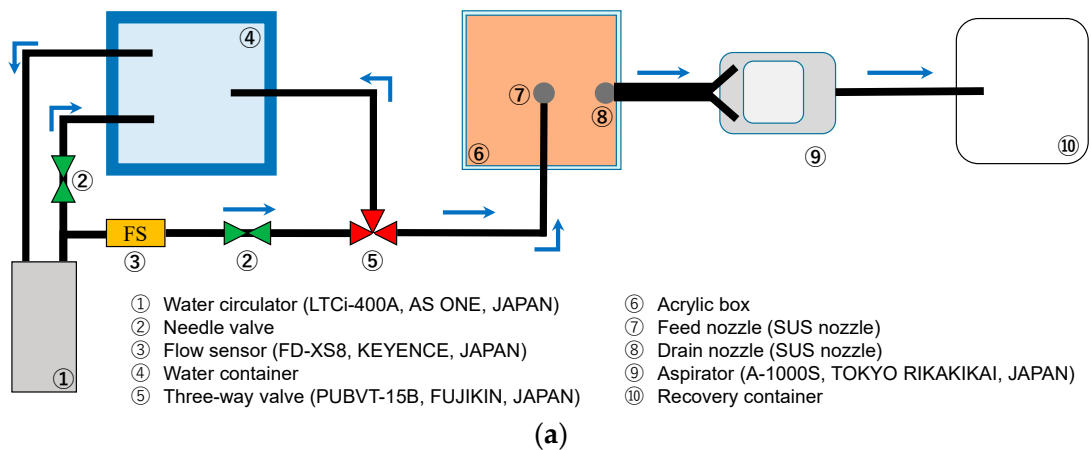 ④
⑦
⑧
②
⑥
⑨
⑩
FS
③
②
⑤
①
① Water circulator (LTCi-400A, AS ONE, JAPAN)
② Needle valve
③ Flow sensor (FD-XS8, KEYENCE, JAPAN)
④ Water container
⑤ Three-way valve (PUBVT-15B, FUJIKIN, JAPAN)
⑥ Acrylic box
⑦ Feed nozzle (SUS nozzle)
⑧ Drain nozzle (SUS nozzle)
⑨ Aspirator (A-1000S, TOKYO RIKAKIKAI, JAPAN)
⑩ Recovery container
(a)